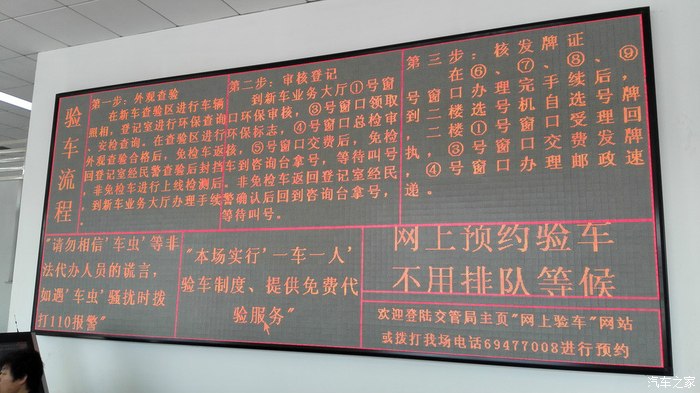 验车流程
第一步：外观查验
在新车查验区进行车辆
照相，登记室进行环保查询
、安检查询。在查验区进行
外观查验合格后，免检车返
回登记室经民警查验后封挡
，非免检车进行上线检测后
，到新车业务大厅办理手续
第二步：审核登记
到新车业务大厅①号窗
口环保审核，③号窗口领取
环保标志，④号窗口总检审
核，⑤号窗口交费后，免检
车到咨询台拿号，等待叫号
。非免检车返回登记室经民
警确认后回到咨询台拿号，
等待叫号。
第三步：核发牌证
在⑥、⑦、⑧、⑨
号窗口办理完手续后
到二楼选号机自受理回
，二楼①号窗口交费牌
执，③号窗口受理号牌
，④号窗口办理邮政速
递。
"请勿相信'车虫'等非
法代办人员的谎言，
如遇'车虫'骚扰时拨
打110报警"
"本场实行'一车一人'
验车制度、提供免费代
验服务"
网上预约验车
不用排队等候
欢迎登陆交管局主页"网上验车"网站
或拨打我场电话69477008进行预约
汽车之家